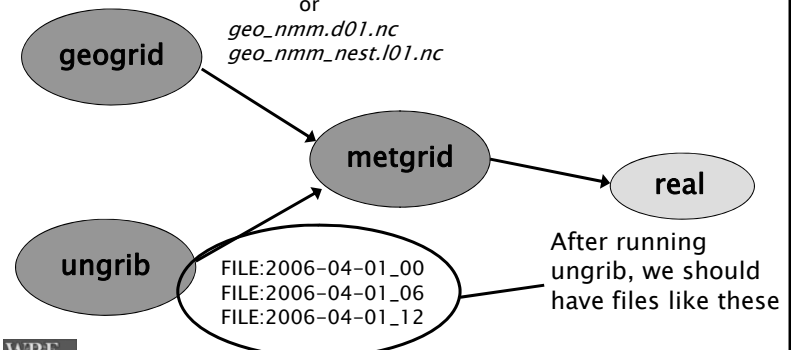 or
geo_nmm.d01.nc
geo_nmm_nest.l01.nc
geogrid
metgrid
real
ungrib
FILE:2006-04-01_00
FILE:2006-04-01_06
FILE:2006-04-01_12
After running
ungrib, we should
have files like these
WRF